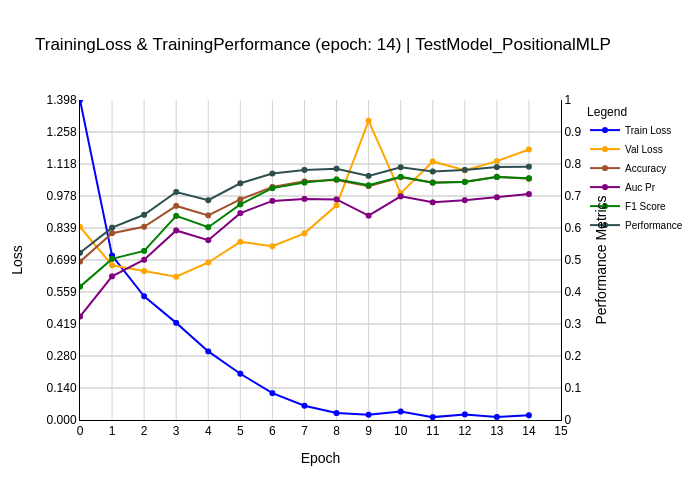 TrainingLoss & TrainingPerformance (epoch: 14) | TestModel_PositionalMLP
Legend
Train Loss
Val Loss
Accuracy
Auc Pr
F1 Score
Performance
Loss
1.398
1.258
1.118
0.978
0.839
0.699
0.559
0.419
0.280
0.140
0.000
1
0.9
0.8
0.7
0.6
0.5
0.4
0.3
0.2
0.1
0
Performance Metrics
0 1 2 3 4 5 6 7 8 9 10 11 12 13 14 15
Epoch